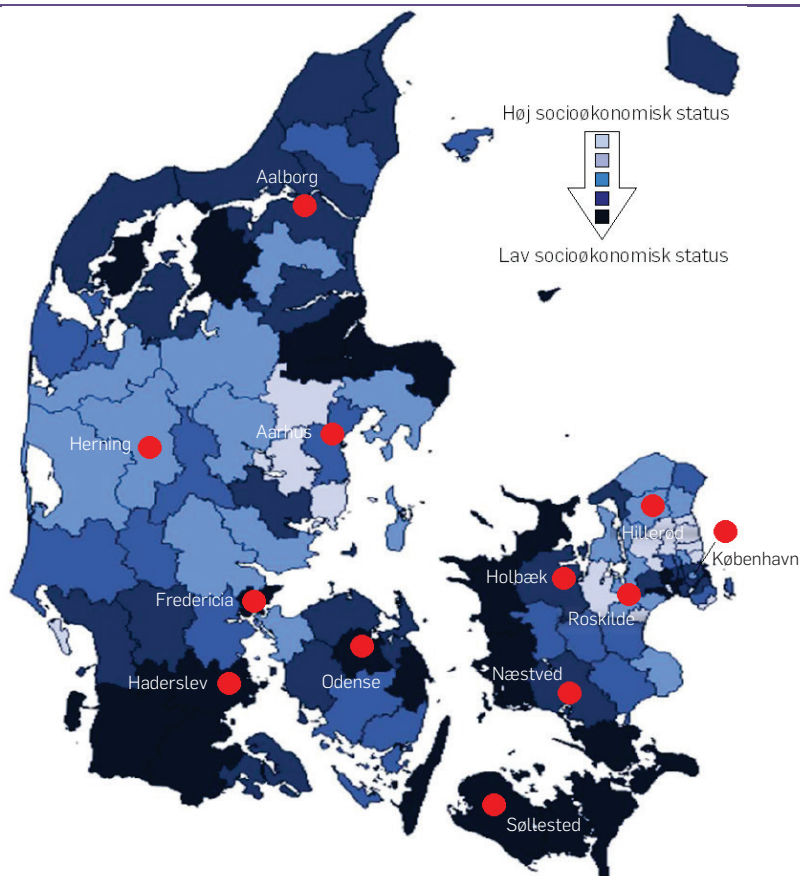 Høj socioøkonomisk status
Aalborg
Lav socioøkonomisk status
Aarhus
Herning
Hillerød
København
Holbæk
Fredericia
Roskilde
Næstved
Haderslev
Odense
Søllested